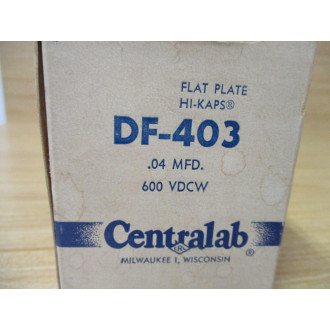 FLAT PLATE
HI-KAPS®
DF-403
.04 MFD.
600 VDCW
Centralab®
MILWAUKEE 1, WISCONSIN